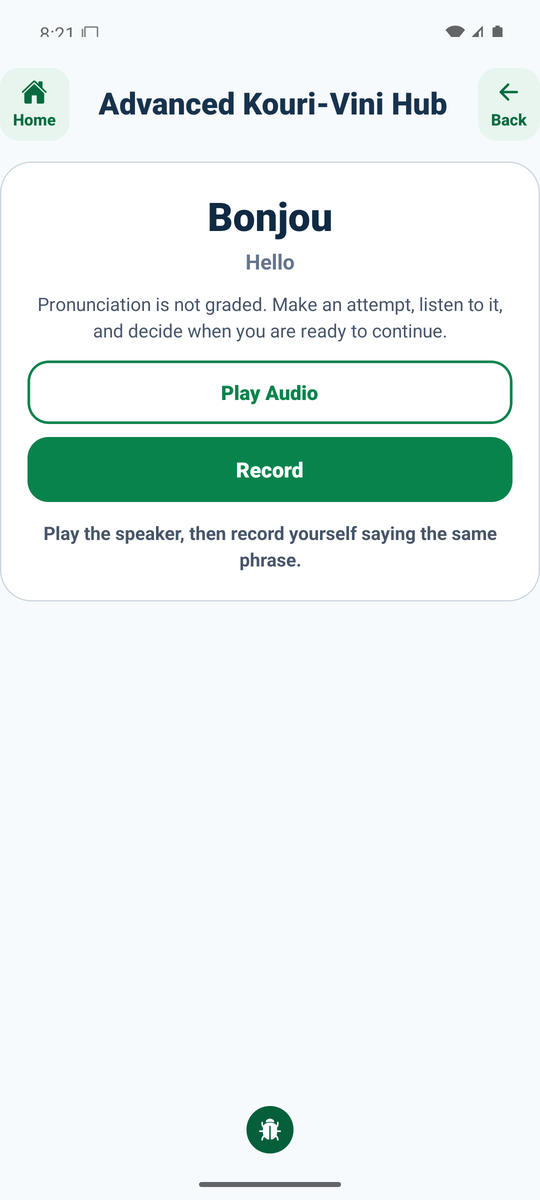 8:21
Home
Advanced Kouri-Vini Hub
Back
Bonjou
Hello
Pronunciation is not graded. Make an attempt, listen to it,
and decide when you are ready to continue.
Play Audio
Record
Play the speaker, then record yourself saying the same
phrase.